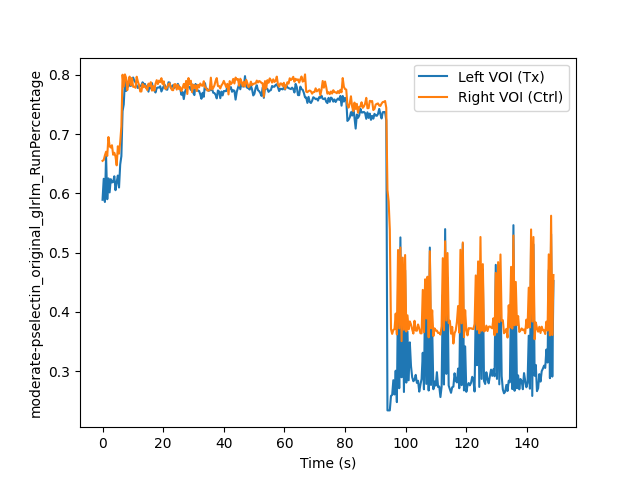 moderate-pselectin_original_glrlm_RunPercentage
0.8
0.7
0.6
0.5
0.4
0.3
Left VOI (Tx)
Right VOI (Ctrl)
0 20 40 60 80 100 120 140
Time (s)